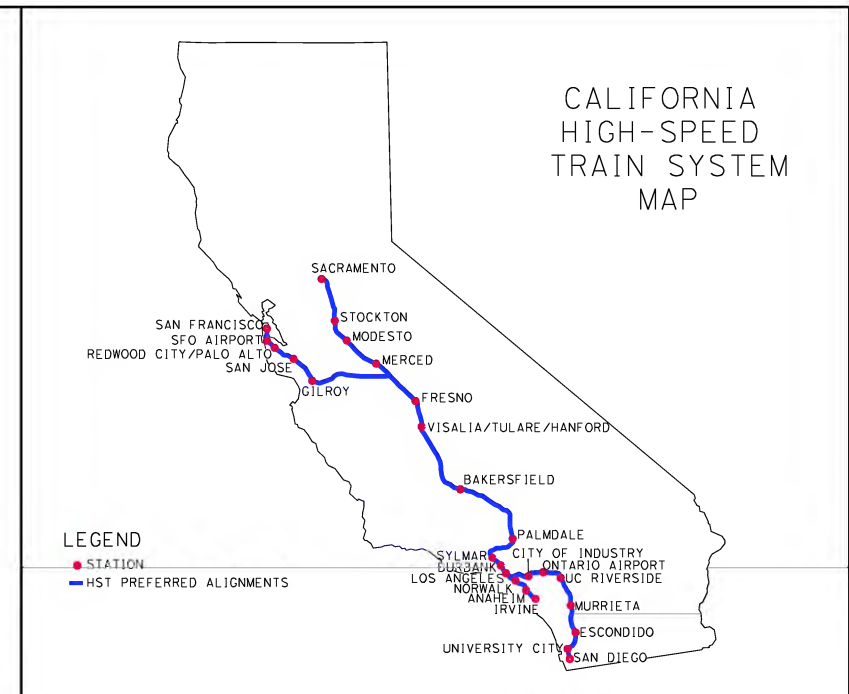 CALIFORNIA
HIGH-SPEED
TRAIN SYSTEM
MAP
SACRAMENTO
STOCKTON
SAN FRANCISCO
SFO AIRPORT
MODESTO
REDWOOD CITY/PALO ALTO
MERCED
SAN JOSE
GILROY
FRESNO
VISALIA/TULARE/HANFORD
BAKERSFIELD
PALMDALE
SYLMAR
CITY OF INDUSTRY
BURBANK
ONTARIO AIRPORT
LOS ANGELES
UC RIVERSIDE
NORWALK
ANAHEIM
IRVINE
MURRIETA
ESCONDIDO
UNIVERSITY CITY
SAN DIEGO
LEGEND
STATION
HST PREFERRED ALIGNMENTS